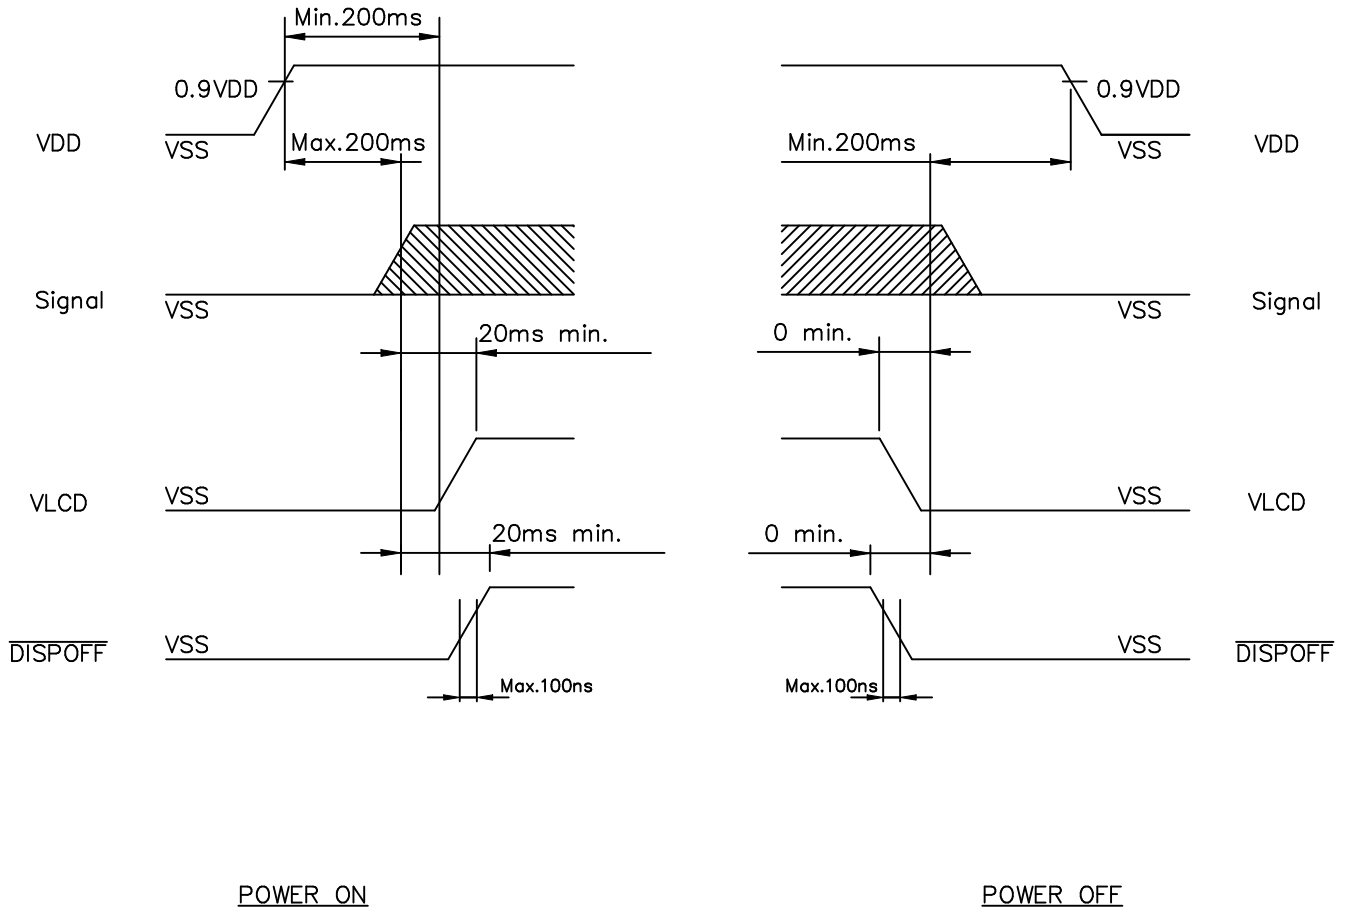 Min.200ms
0.9VDD
0.9VDD
VDD
VSS
Max.200ms
Min.200ms
VSS
VDD
Signal
VSS
VSS
Signal
20ms min.
0 min.
VLCD
VSS
VSS
VLCD
20ms min.
0 min.
DISPOFF
VSS
VSS
DISPOFF
Max.100ns
Max.100ns
POWER ON
POWER OFF